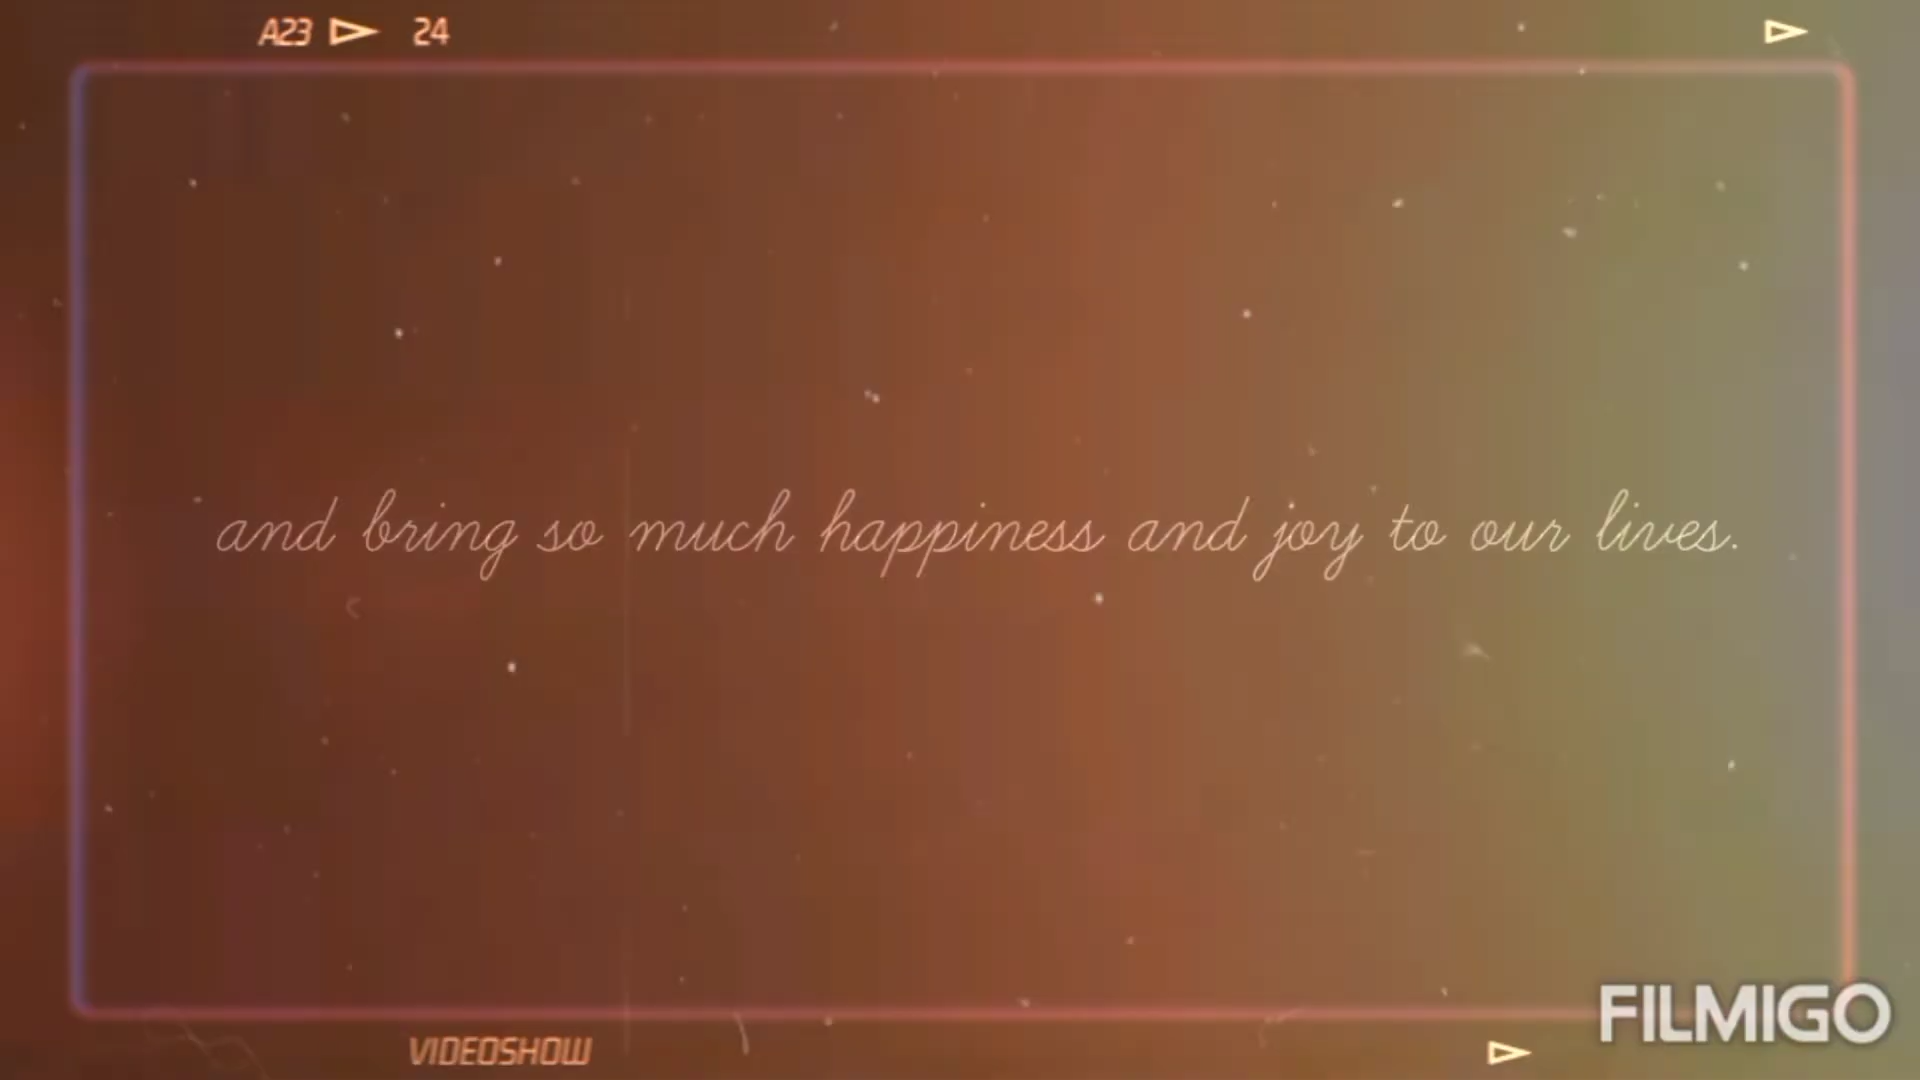 A23 24
and bring so much happiness and joy to our lives.
FILMIGO
VIDEOSHOW